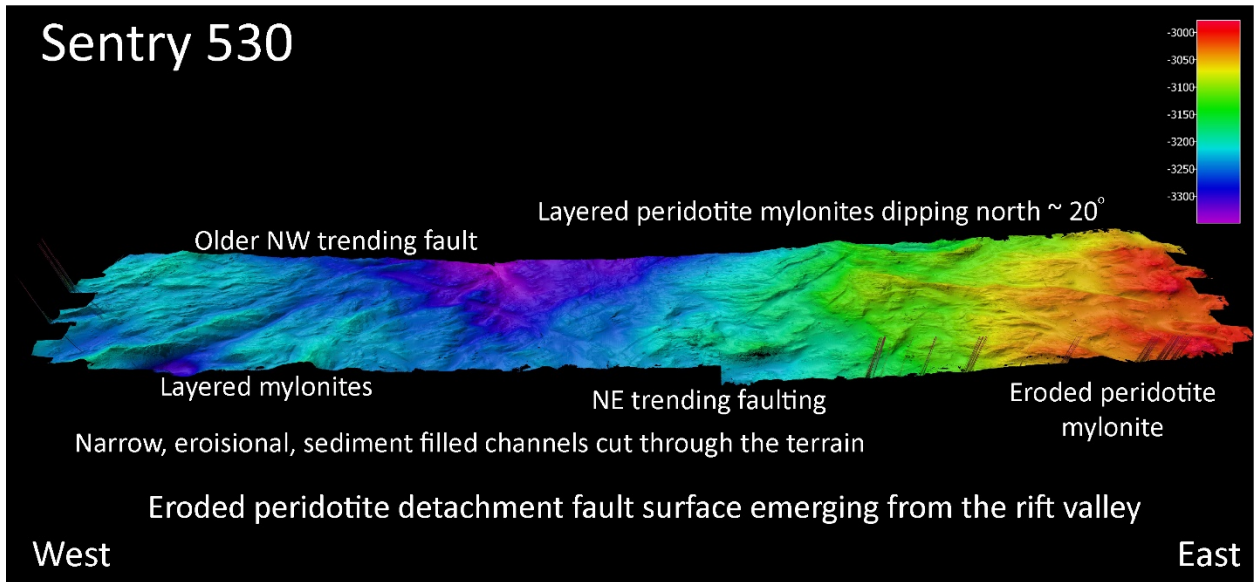 Sentry 530
-3000
-3050
-3100
-3150
-3200
-3250
-3300
Layered peridotite mylonites dipping north ~ 20°
Older NW trending fault
Layered mylonites
NE trending faulting
Eroded peridotite
mylonite
Narrow, eroisional, sediment filled channels cut through the terrain
Eroded peridotite detachment fault surface emerging from the rift valley
West
East